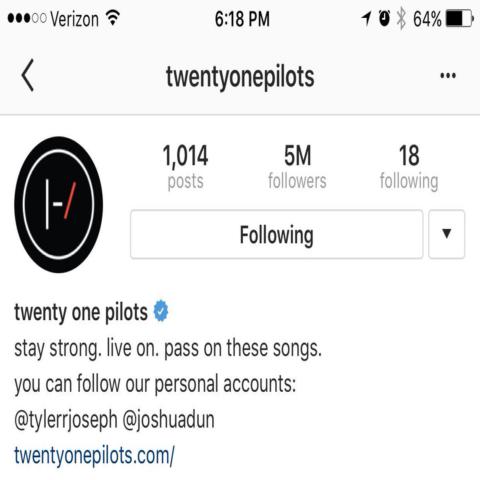 Verizon 6:18 PM 64%
twentyonepilots
1,014 5M 18
posts followers following
Following
twenty one pilots
stay strong. live on. pass on these songs.
you can follow our personal accounts:
@tylerrjoseph @joshuadun
twentyonepilots.com/